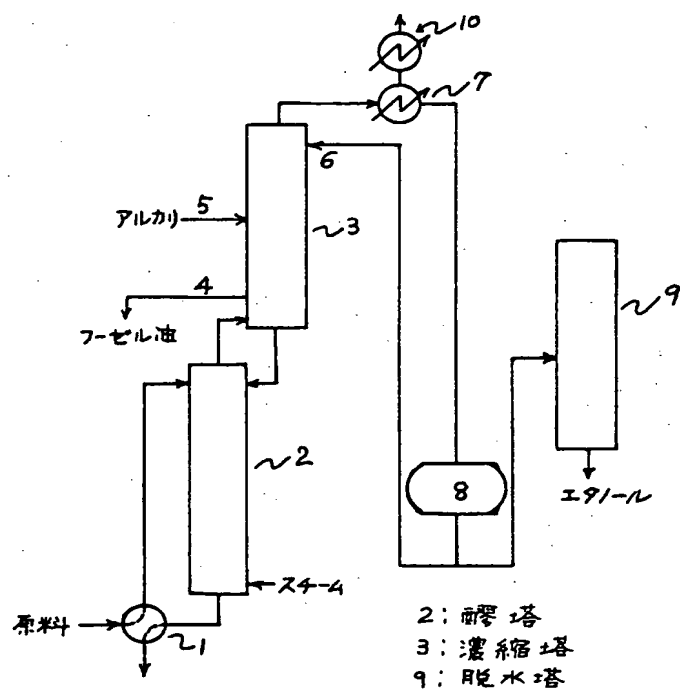 10
7
6
アルカリ 5
3
4
フーゼル油
9
2
8
エタノール
スチーム
原料
1
2: 醪塔
3: 濃縮塔
9: 脱水塔